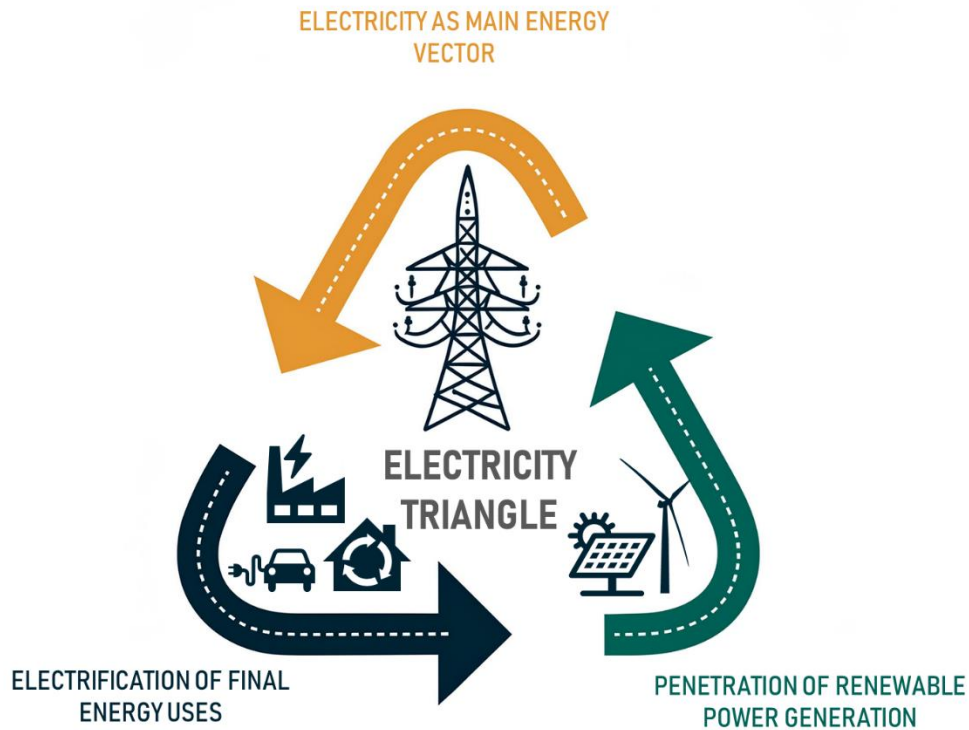 ELECTRICITY AS MAIN ENERGY
VECTOR
ELECTRICITY
TRIANGLE
ELECTRIFICATION OF FINAL
ENERGY USES
PENETRATION OF RENEWABLE
POWER GENERATION